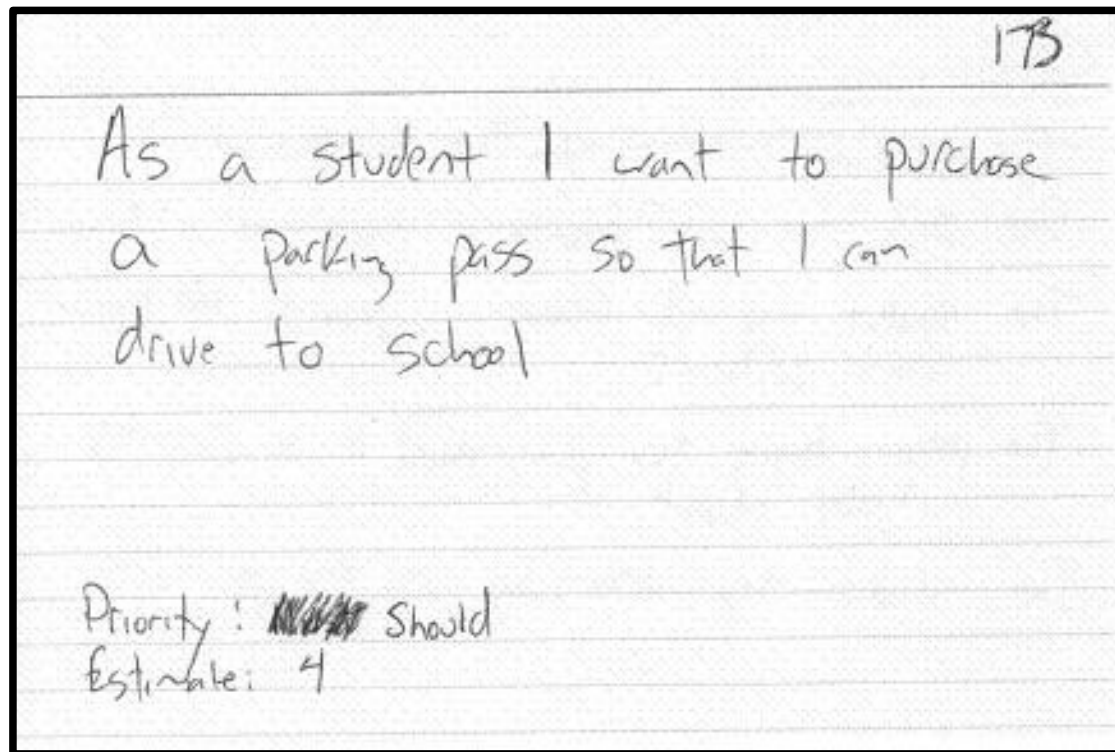 173
As a student I want to purchase
a parking pass so that I can
drive to school
Priority: Should
Estimate: 4